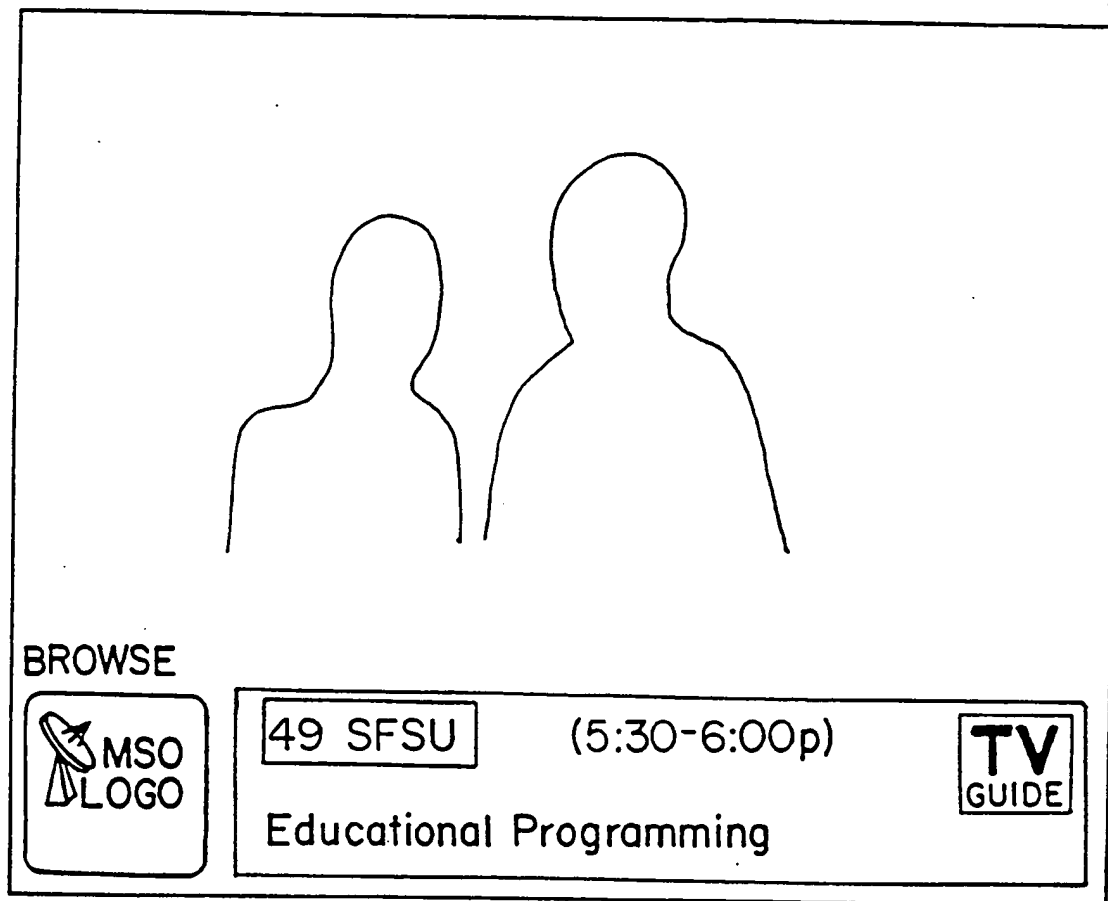 BROWSE
MSO
LOGO
49 SFSU (5:30-6:00p)
Educational Programming
TV
GUIDE